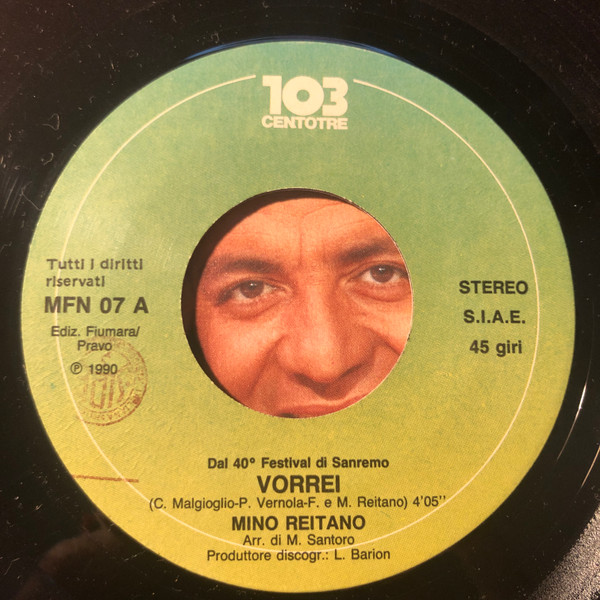 103
CENTOTRE
Tutti i diritti
riservati
MFN 07 A
Ediz. Fiumara/
Pravo
℗ 1990
STEREO
S.I.A.E.
45 giri
Dal 40° Festival di Sanremo
VORREI
(C. Malgioglio-P. Vernola-F. e M. Reitano) 4'05''
MINO REITANO
Arr. di M. Santoro
Produttore discogr.: L. Barion